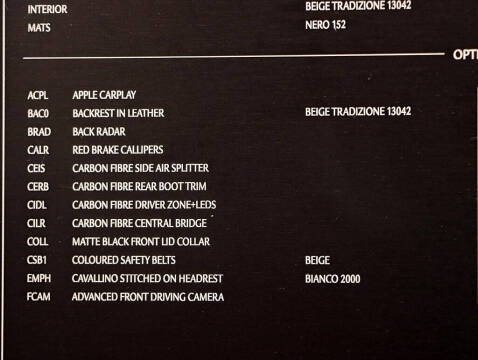 INTERIOR BEIGE TRADIZIONE 13042
MATS NERO 152
ACPL APPLE CARPLAY
BAC0 BACKREST IN LEATHER BEIGE TRADIZIONE 13042
BRAD BACK RADAR
CALR RED BRAKE CALLIPERS
CEIS CARBON FIBRE SIDE AIR SPLITTER
CERB CARBON FIBRE REAR BOOT TRIM
CIDL CARBON FIBRE DRIVER ZONE+LEDS
CILR CARBON FIBRE CENTRAL BRIDGE
COLL MATTE BLACK FRONT LID COLLAR
CSB1 COLOURED SAFETY BELTS BEIGE
EMPH CAVALLINO STITCHED ON HEADREST BIANCO 2000
FCAM ADVANCED FRONT DRIVING CAMERA